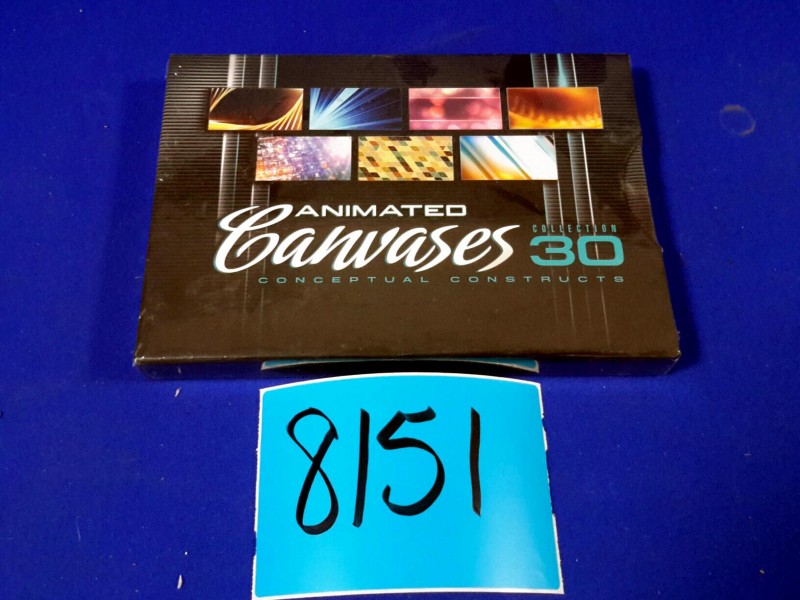 ANIMATED
Canvases
COLLECTION
30
CONCEPTUAL CONSTRUCTS
8151